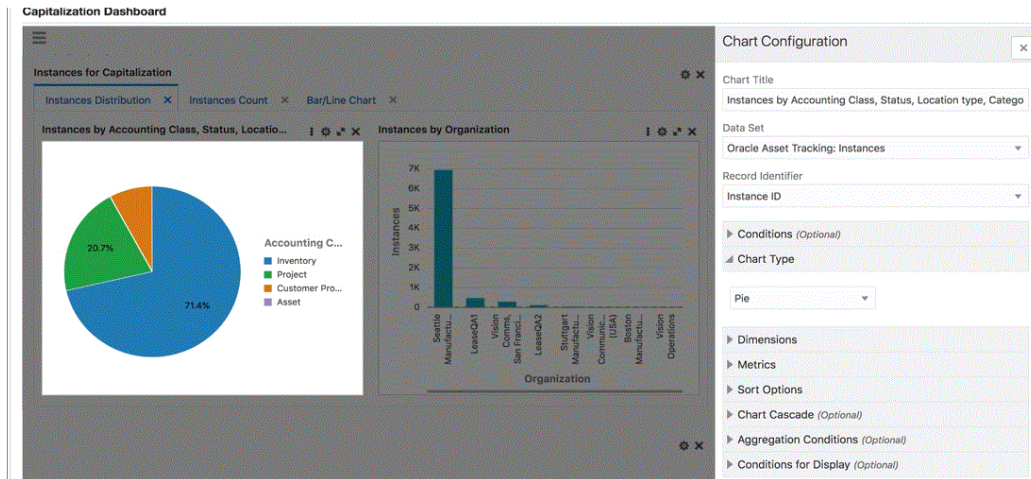 Capitalization Dashboard
Instances for Capitalization
Instances Distribution
Instances Count
Bar/Line Chart
Instances by Accounting Class, Status, Locatio...
20.7%
71.4%
Accounting C...
Inventory
Project
Customer Pro...
Asset
Instances by Organization
7K
6K
5K
4K
3K
2K
1K
0
Instances
Seattle
Manufactu...
LeaseQA1
Vision
Comms,
San Franci...
LeaseQA2
Stuttgart
Manufactu...
Vision
Communic...
(USA)
Boston
Manufactu...
Vision
Operations
Organization
Chart Configuration
Chart Title
Instances by Accounting Class, Status, Location type, Catego
Data Set
Oracle Asset Tracking: Instances
Record Identifier
Instance ID
Conditions (Optional)
Chart Type
Pie
Dimensions
Metrics
Sort Options
Chart Cascade (Optional)
Aggregation Conditions (Optional)
Conditions for Display (Optional)